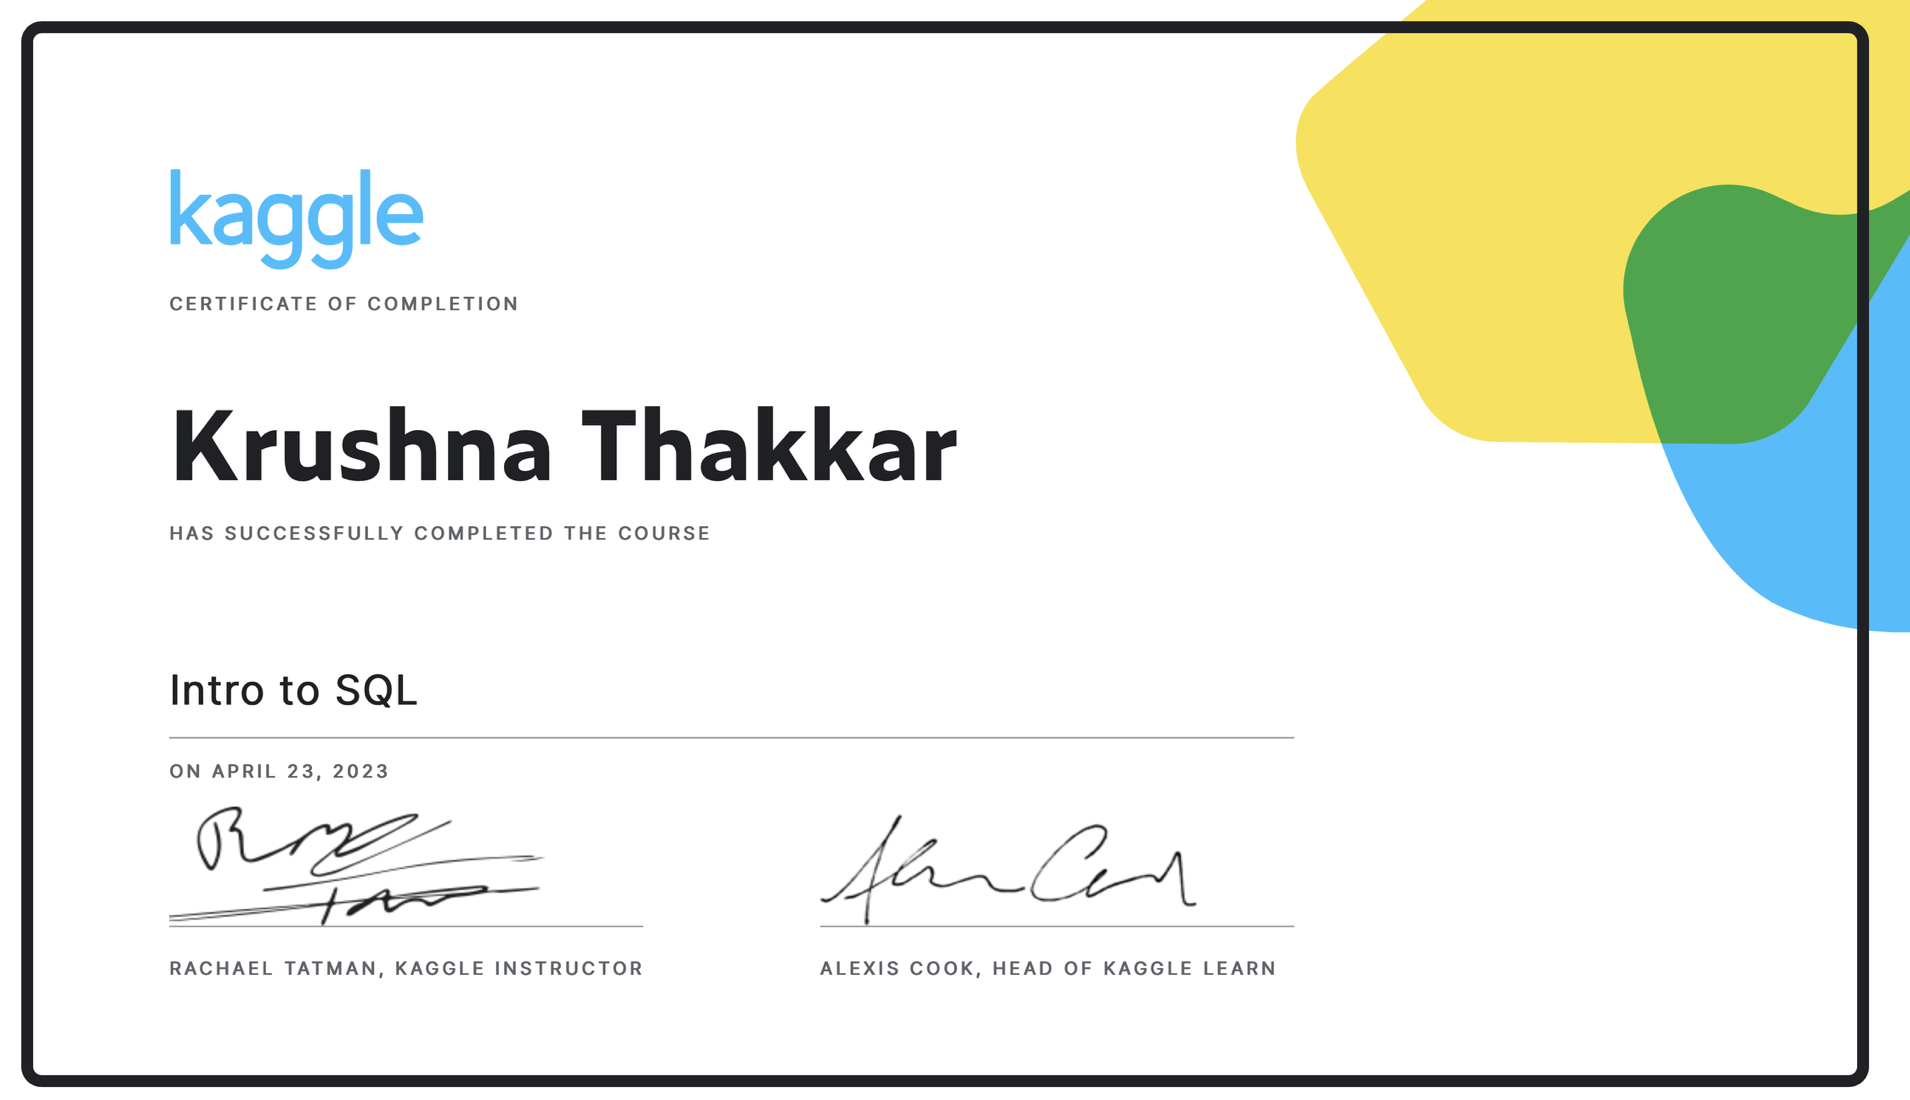 kaggle
CERTIFICATE OF COMPLETION
Krushna Thakkar
HAS SUCCESSFULLY COMPLETED THE COURSE
Intro to SQL
ON APRIL 23, 2023
RACHAEL TATMAN, KAGGLE INSTRUCTOR
ALEXIS COOK, HEAD OF KAGGLE LEARN